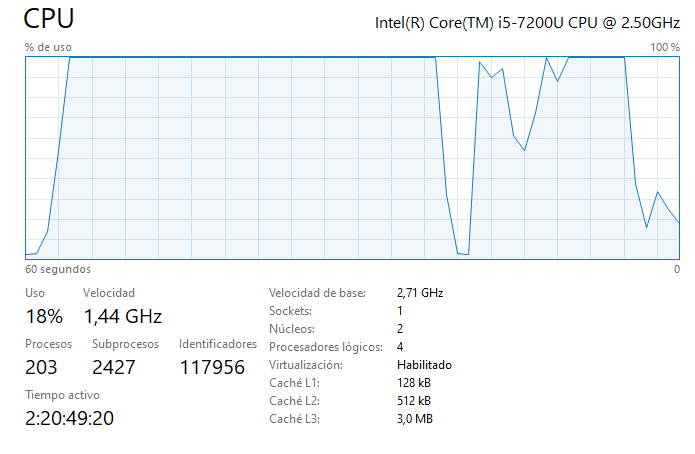 CPU
Intel(R) Core(TM) i5-7200U CPU @ 2.50GHz
% de uso
100 %
60 segundos
0
Uso
Velocidad
18%
1,44 GHz
Procesos
Subprocesos
Identificadores
203
2427
117956
Tiempo activo
2:20:49:20
Velocidad de base: 2,71 GHz
Sockets: 1
Núcleos: 2
Procesadores lógicos: 4
Virtualización: Habilitado
Caché L1: 128 kB
Caché L2: 512 kB
Caché L3: 3,0 MB